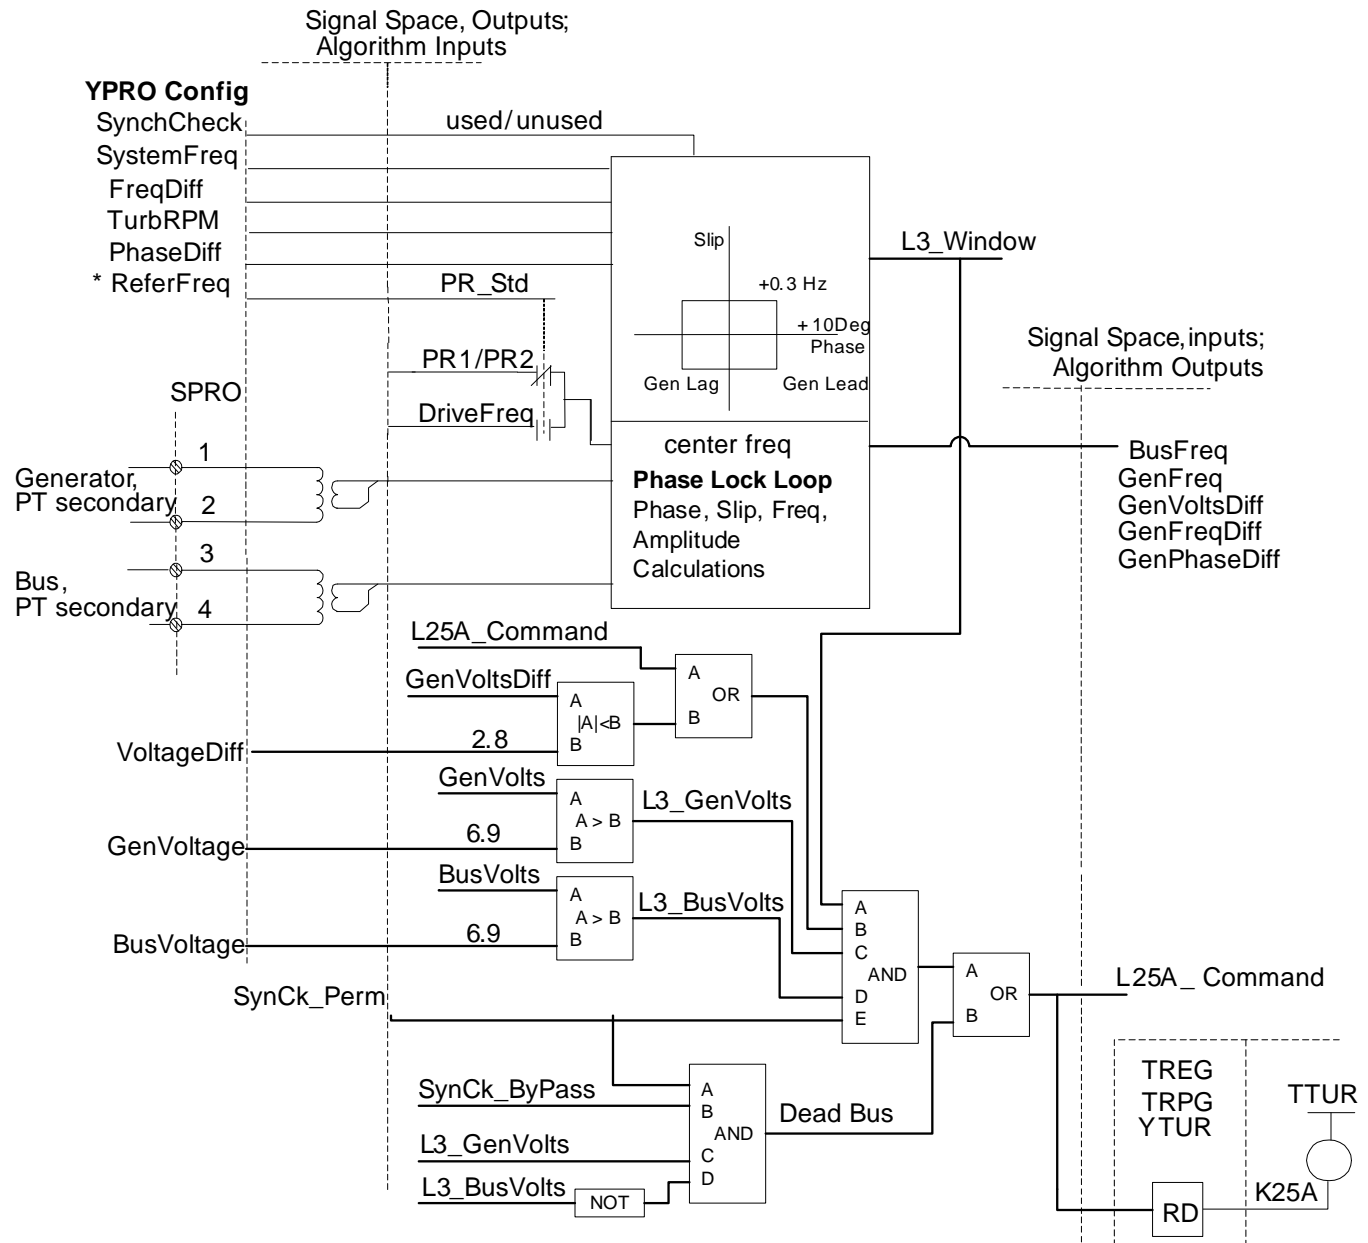 Signal Space, Outputs;
Algorithm Inputs
YPRO Config
SynchCheck
used/unused
SystemFreq
FreqDiff
TurbRPM
PhaseDiff
* ReferFreq
PR_Std
Slip
L3_Window
+0.3 Hz
+10Deg
Phase
Gen Lag
Gen Lead
Signal Space, inputs;
Algorithm Outputs
PR1/PR2
DriveFreq
SPRO
1
Generator,
PT secondary
2
3
Bus,
PT secondary
4
center freq
Phase Lock Loop
Phase, Slip, Freq,
Amplitude
Calculations
BusFreq
GenFreq
GenVoltsDiff
GenFreqDiff
GenPhaseDiff
L25A_Command
A
OR
B
GenVoltsDiff
A
|A|<B
B
VoltageDiff
2.8
GenVolts
A
A > B
B
L3_GenVolts
GenVoltage
6.9
BusVolts
A
A > B
B
L3_BusVolts
BusVoltage
6.9
A
B
C
AND
D
E
SynCk_Perm
A
OR
B
L25A_ Command
SynCk_ByPass
L3_GenVolts
L3_BusVolts
NOT
A
B
AND
C
D
Dead Bus
TREG
TRPG
YTUR
TTUR
K25A
RD